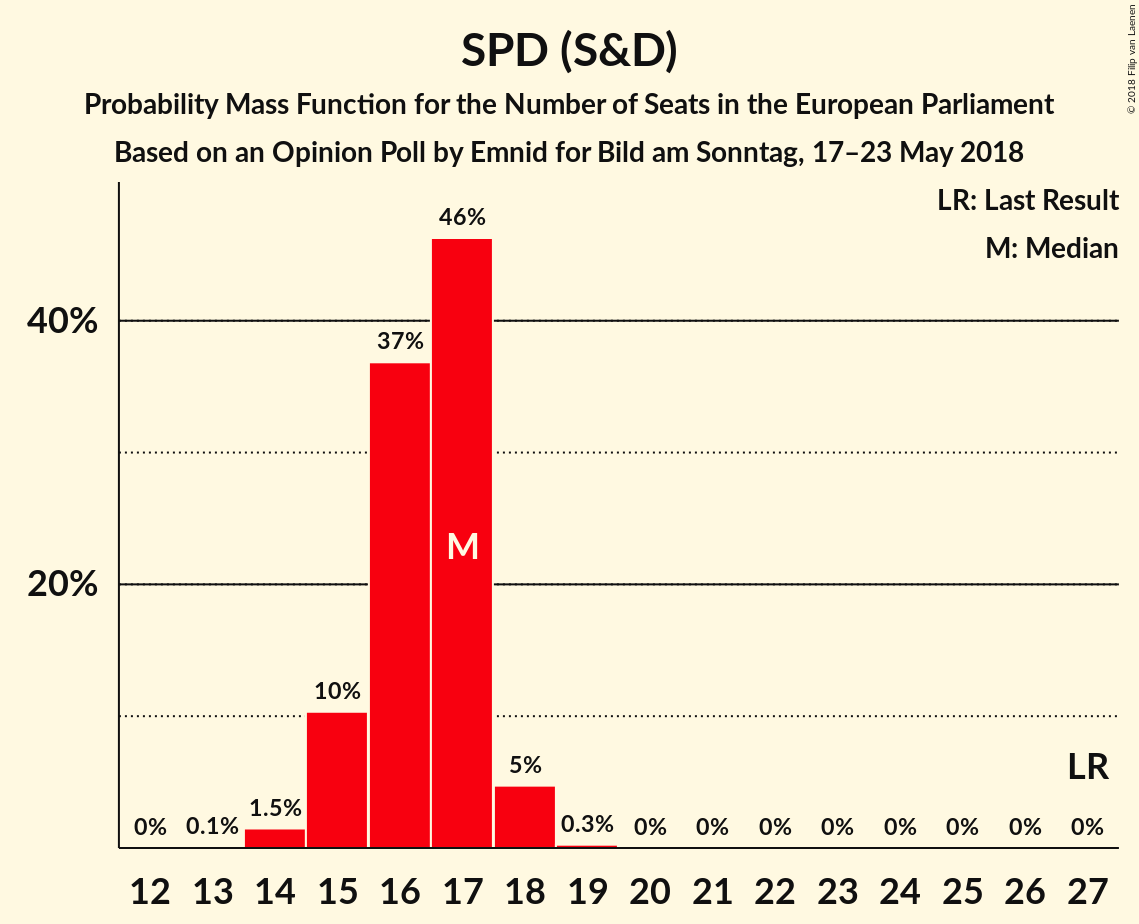 SPD (S&D)
Probability Mass Function for the Number of Seats in the European Parliament
Based on an Opinion Poll by Emnid for Bild am Sonntag, 17–23 May 2018
© 2018 Filip van Laenen
LR: Last Result
M: Median
46%
40%
37%
M
20%
10%
5%
LR
0% 0.1% 1.5% 0.3% 0% 0% 0% 0% 0% 0% 0% 0%
12 13 14 15 16 17 18 19 20 21 22 23 24 25 26 27